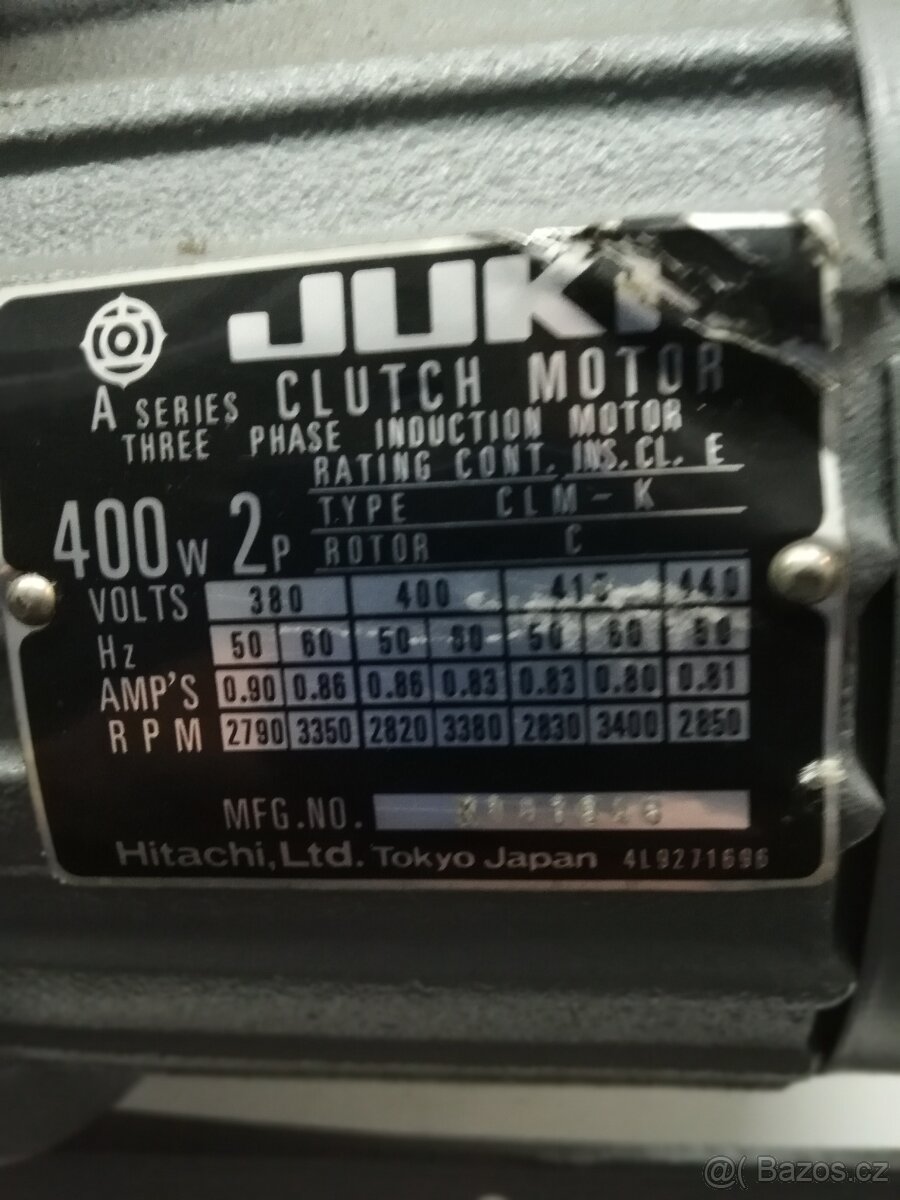 JUKI
A SERIES CLUTCH MOTOR
THREE PHASE INDUCTION MOTOR
RATING CONT. INS.CL. E
400W 2P
TYPE CLM-K
ROTOR C
VOLTS 380 400 415 440
Hz 50 60 50 60 50 60 50
AMP'S 0.90 0.86 0.86 0.83 0.83 0.80 0.81
RPM 2790 3350 2820 3380 2830 3400 2850
MFG.NO.
Hitachi, Ltd. Tokyo Japan 4L9271696
@( Bazos.cz